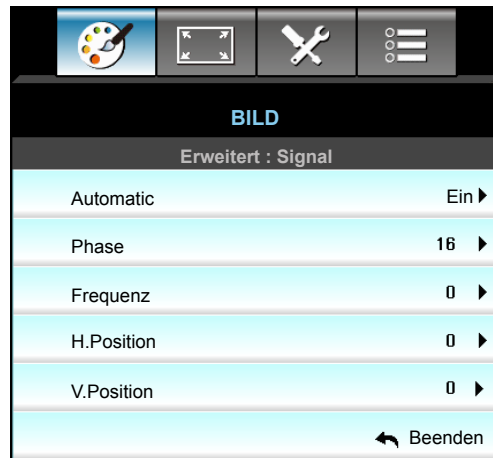 BILD
Erweitert : Signal
Automatic Ein
Phase 16
Frequenz 0
H.Position 0
V.Position 0
Beenden